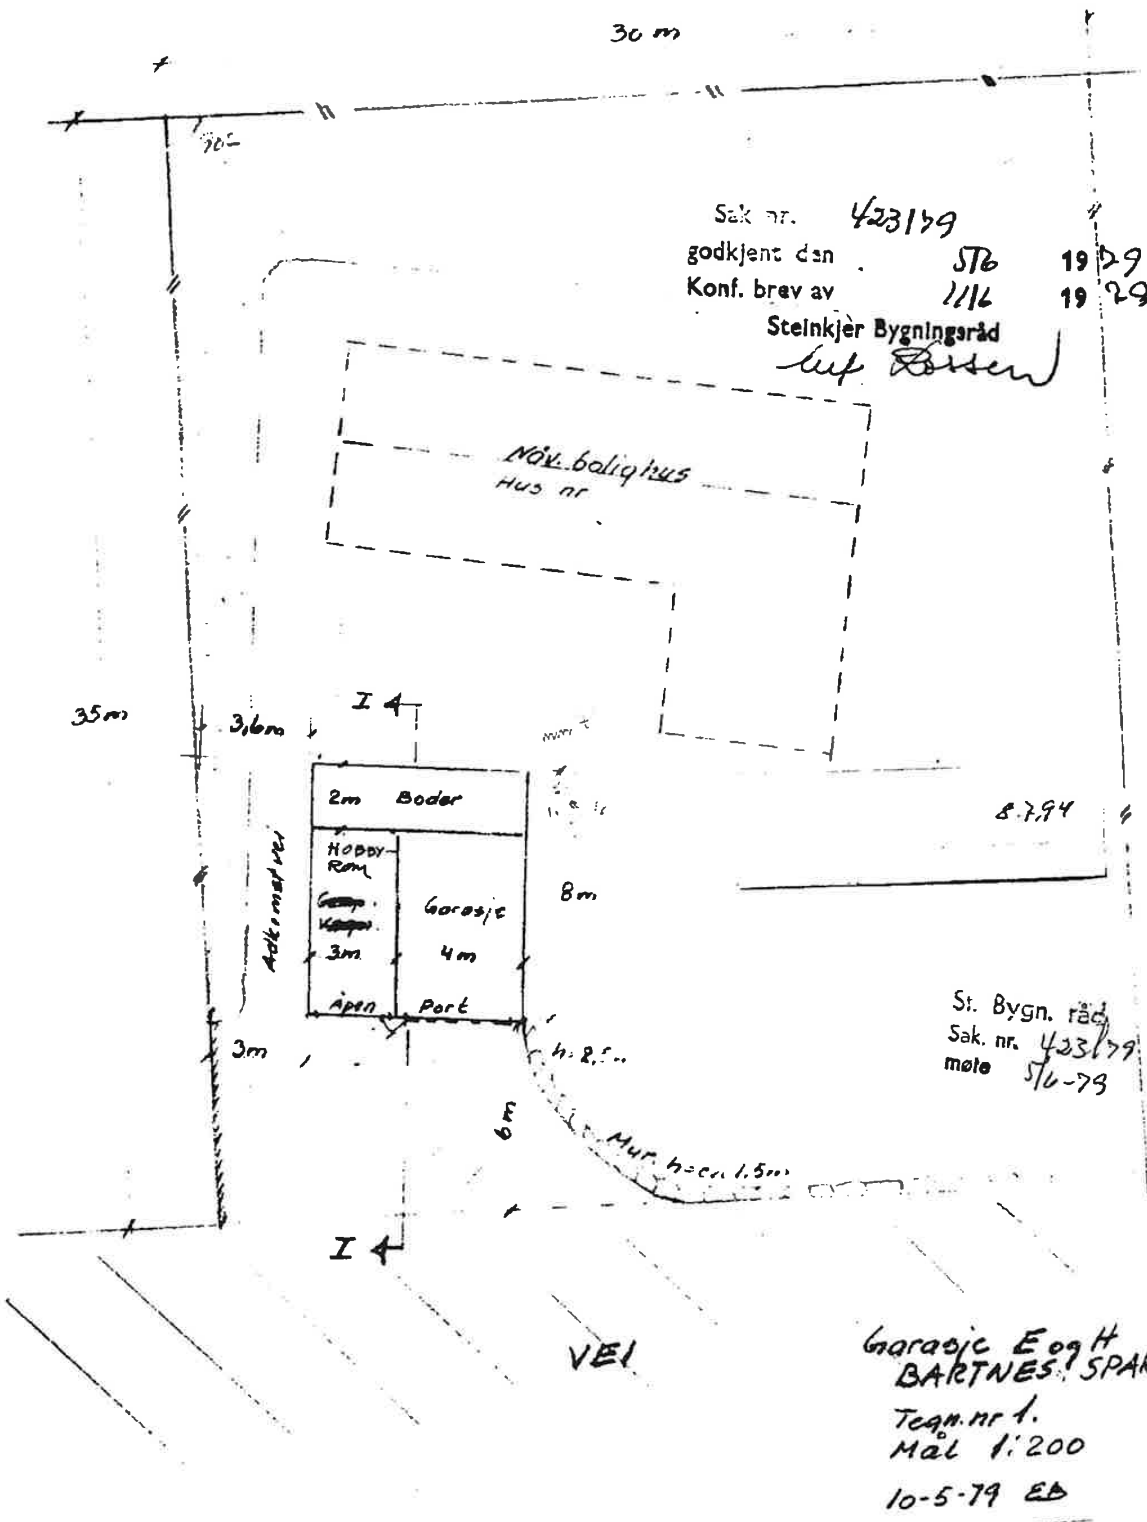 30 m
Sak nr. 423/79
godkjent den 5/6 1979
Konf. brev av 11/6 1979
Steinkjer Bygningsråd
Nåv. bolighus
Hus nr
I
35m
3,6m
2m Boder
8.7,94
HOBBY-
ROM
Garasje
8m
Adkomstvei
3m
4m
Åpen
Port
St. Bygn. råd
Sak. nr. 423/79
møte 5/6-79
3m
6m
Mur h=ca 1.5m
I
VEI
Garasje E og H
BARTNES! SPAR
Tegn. nr 1.
Mål 1:200
10-5-79 EB